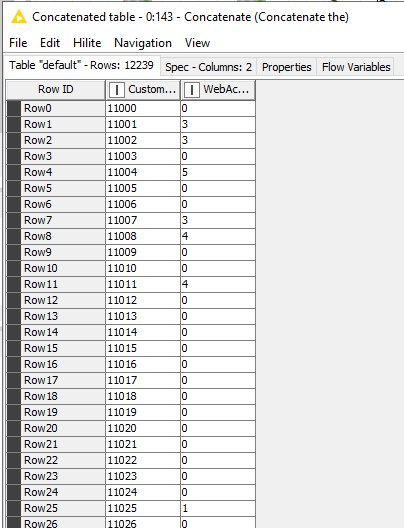 Concatenated table - 0:143 - Concatenate (Concatenate the)
File Edit Hilite Navigation View
Table "default" - Rows: 12239 Spec - Columns: 2 Properties Flow Variables
Row ID I Custom... I WebAc...
Row0 11000 0
Row1 11001 3
Row2 11002 3
Row3 11003 0
Row4 11004 5
Row5 11005 0
Row6 11006 0
Row7 11007 3
Row8 11008 4
Row9 11009 0
Row10 11010 0
Row11 11011 4
Row12 11012 0
Row13 11013 0
Row14 11014 0
Row15 11015 0
Row16 11016 0
Row17 11017 0
Row18 11018 0
Row19 11019 0
Row20 11020 0
Row21 11021 0
Row22 11022 0
Row23 11023 0
Row24 11024 0
Row25 11025 1
Row26 11026 0